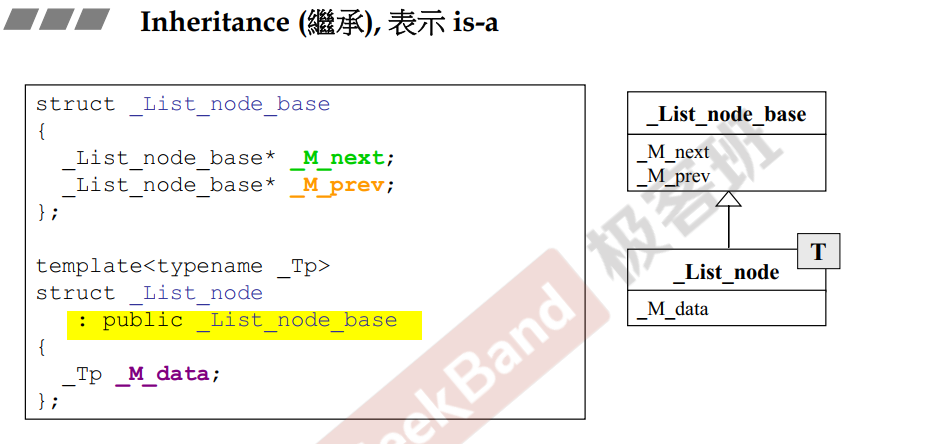 Inheritance (繼承), 表示 is-a
struct _List_node_base
{
_List_node_base* _M_next;
_List_node_base* _M_prev;
};
template<typename _Tp>
struct _List_node
: public _List_node_base
{
_Tp _M_data;
};
_List_node_base
_M_next
_M_prev
T
_List_node
_M_data
GeekBand 极客班